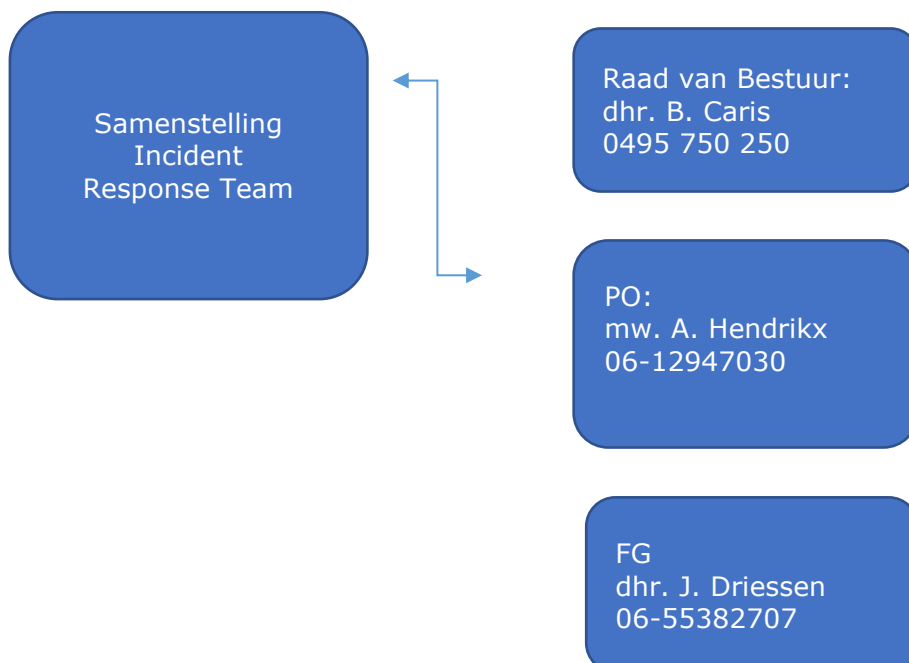 Samenstelling
Incident
Response Team
Raad van Bestuur:
dhr. B. Caris
0495 750 250
PO:
mw. A. Hendrikx
06-12947030
FG
dhr. J. Driessen
06-55382707